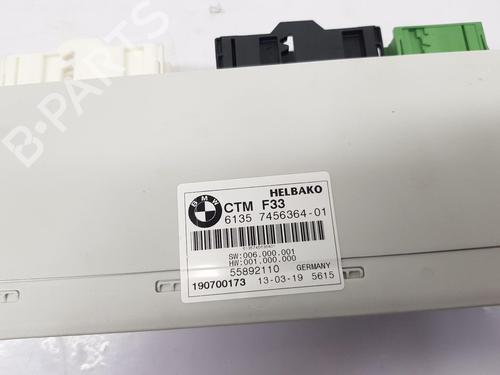 B-PARTS
HELBAKO
BMW
CTM F33
6135 7456364-01
SW:006.000.001
HW:001.000.000
55892110 GERMANY
190700173 13-03-19 5615